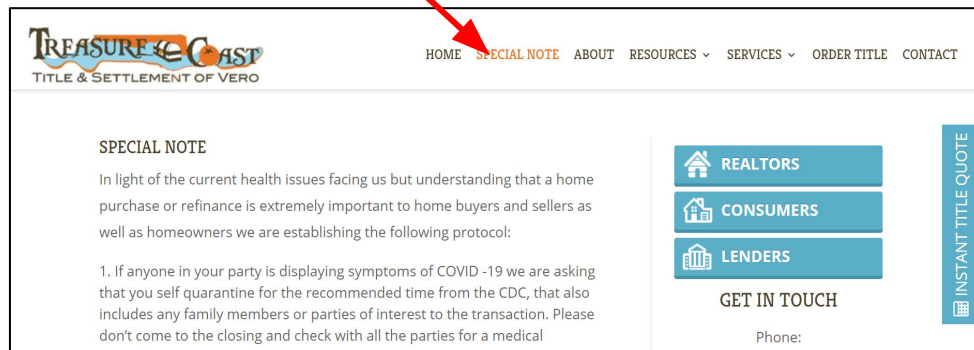 TREASURE COAST
TITLE & SETTLEMENT OF VERO
HOME SPECIAL NOTE ABOUT RESOURCES SERVICES ORDER TITLE CONTACT
SPECIAL NOTE
In light of the current health issues facing us but understanding that a home
purchase or refinance is extremely important to home buyers and sellers as
well as homeowners we are establishing the following protocol:
1. If anyone in your party is displaying symptoms of COVID -19 we are asking
that you self quarantine for the recommended time from the CDC, that also
includes any family members or parties of interest to the transaction. Please
don’t come to the closing and check with all the parties for a medical
REALTORS
CONSUMERS
LENDERS
GET IN TOUCH
Phone:
INSTANT TITLE QUOTE